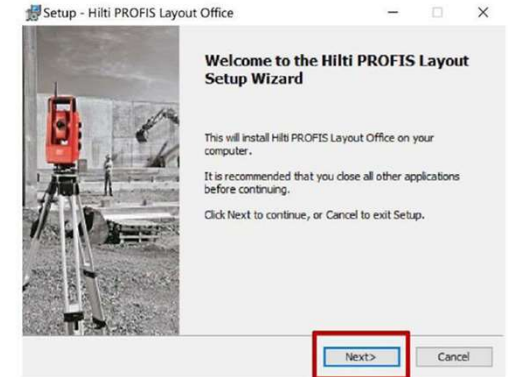 Setup - Hilti PROFIS Layout Office
Welcome to the Hilti PROFIS Layout
Setup Wizard
This will install Hilti PROFIS Layout Office on your
computer.
It is recommended that you close all other applications
before continuing.
Click Next to continue, or Cancel to exit Setup.
Next>
Cancel